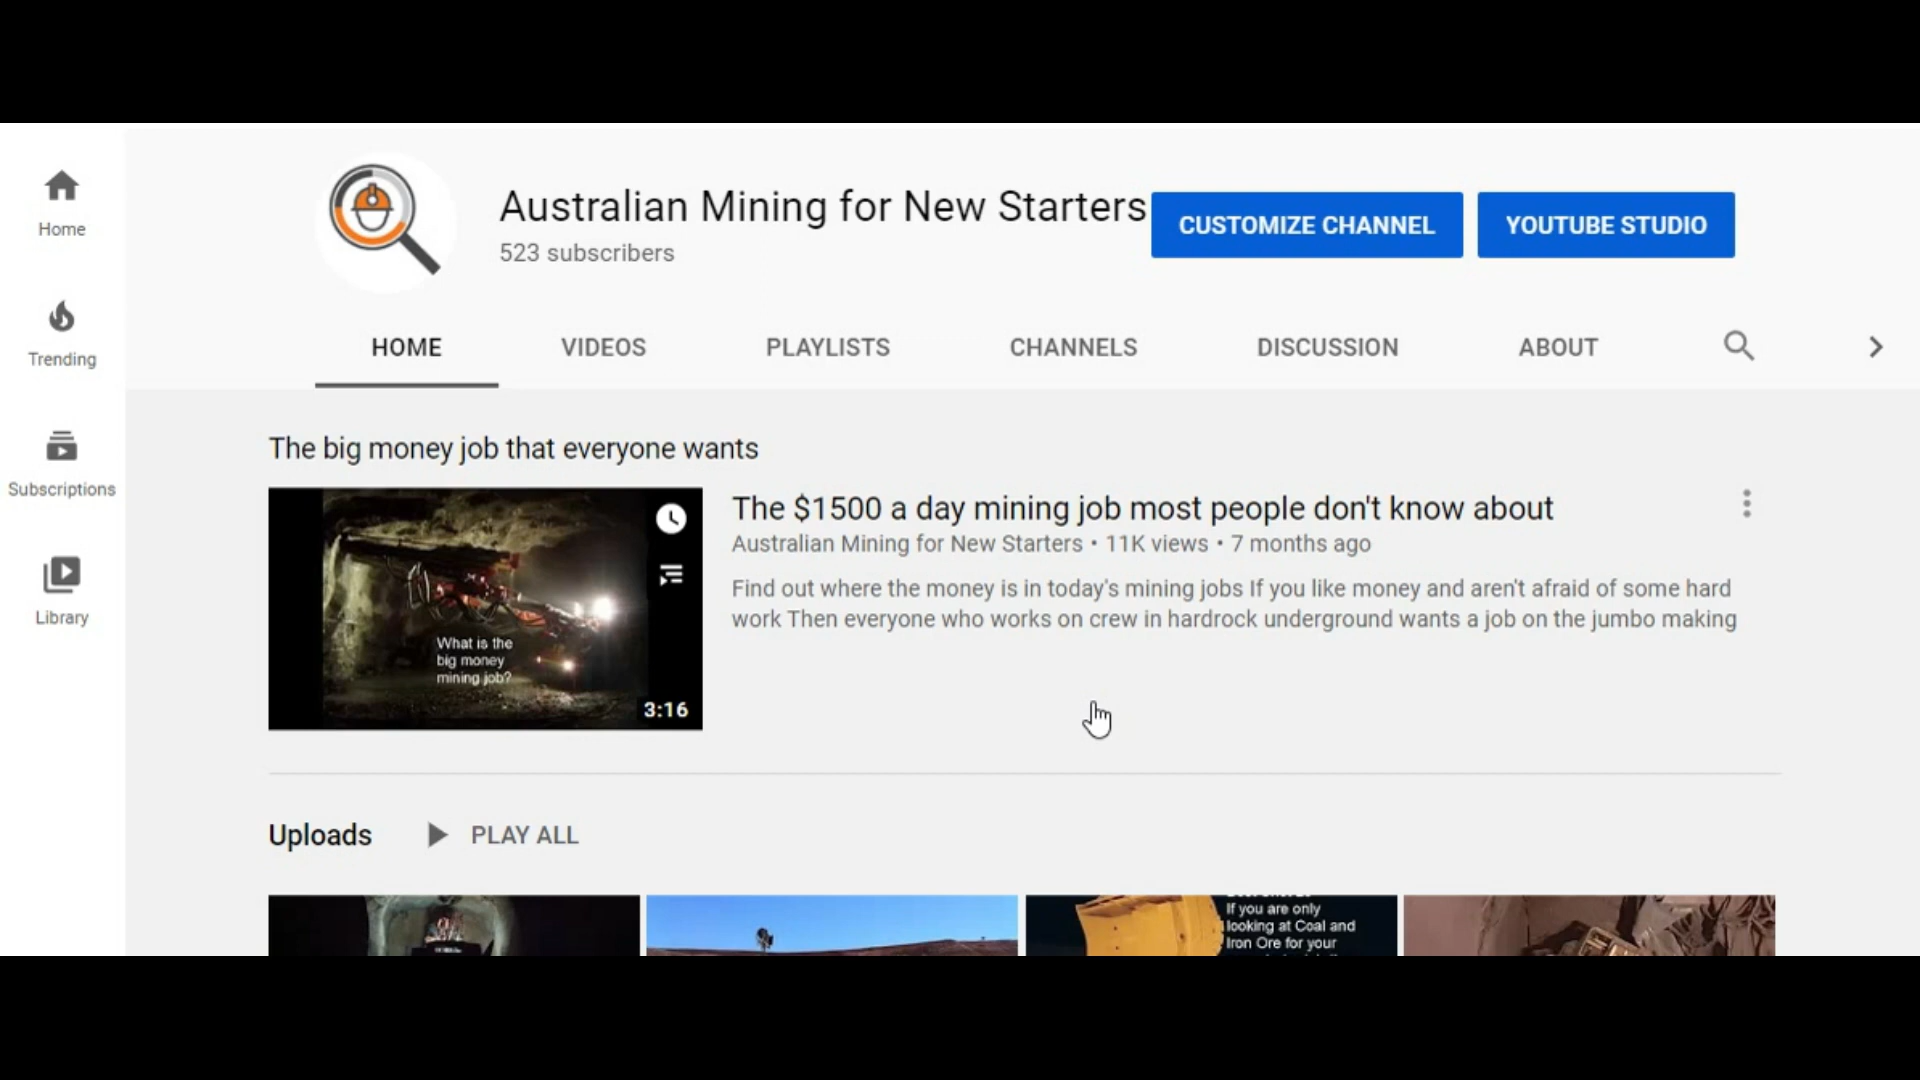 Home
Trending
Subscriptions
Library
Australian Mining for New Starters
523 subscribers
CUSTOMIZE CHANNEL
YOUTUBE STUDIO
HOME
VIDEOS
PLAYLISTS
CHANNELS
DISCUSSION
ABOUT
The big money job that everyone wants
What is the
big money
mining job?
3:16
The $1500 a day mining job most people don't know about
Australian Mining for New Starters • 11K views • 7 months ago
Find out where the money is in today's mining jobs If you like money and aren't afraid of some hard
work Then everyone who works on crew in hardrock underground wants a job on the jumbo making
Uploads
PLAY ALL
If you are only
looking at Coal and
Iron Ore for your